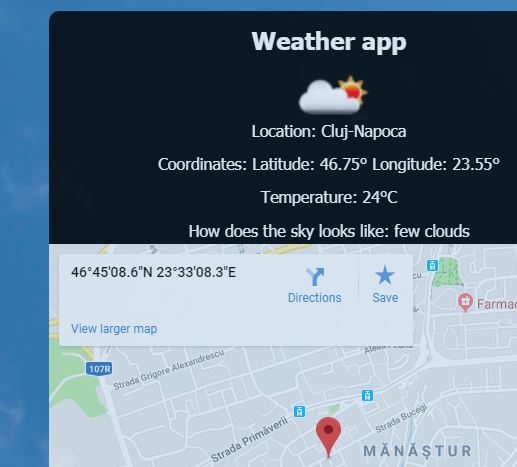 Weather app
Location: Cluj-Napoca
Coordinates: Latitude: 46.75° Longitude: 23.55°
Temperature: 24°C
How does the sky looks like: few clouds
46°45'08.6"N 23°33'08.3"E
Directions
Save
View larger map
Farmac
107R
Strada Grigore Alexandrescu
Strada Primăverii
Strada Bucegi
MĂNĂȘTUR